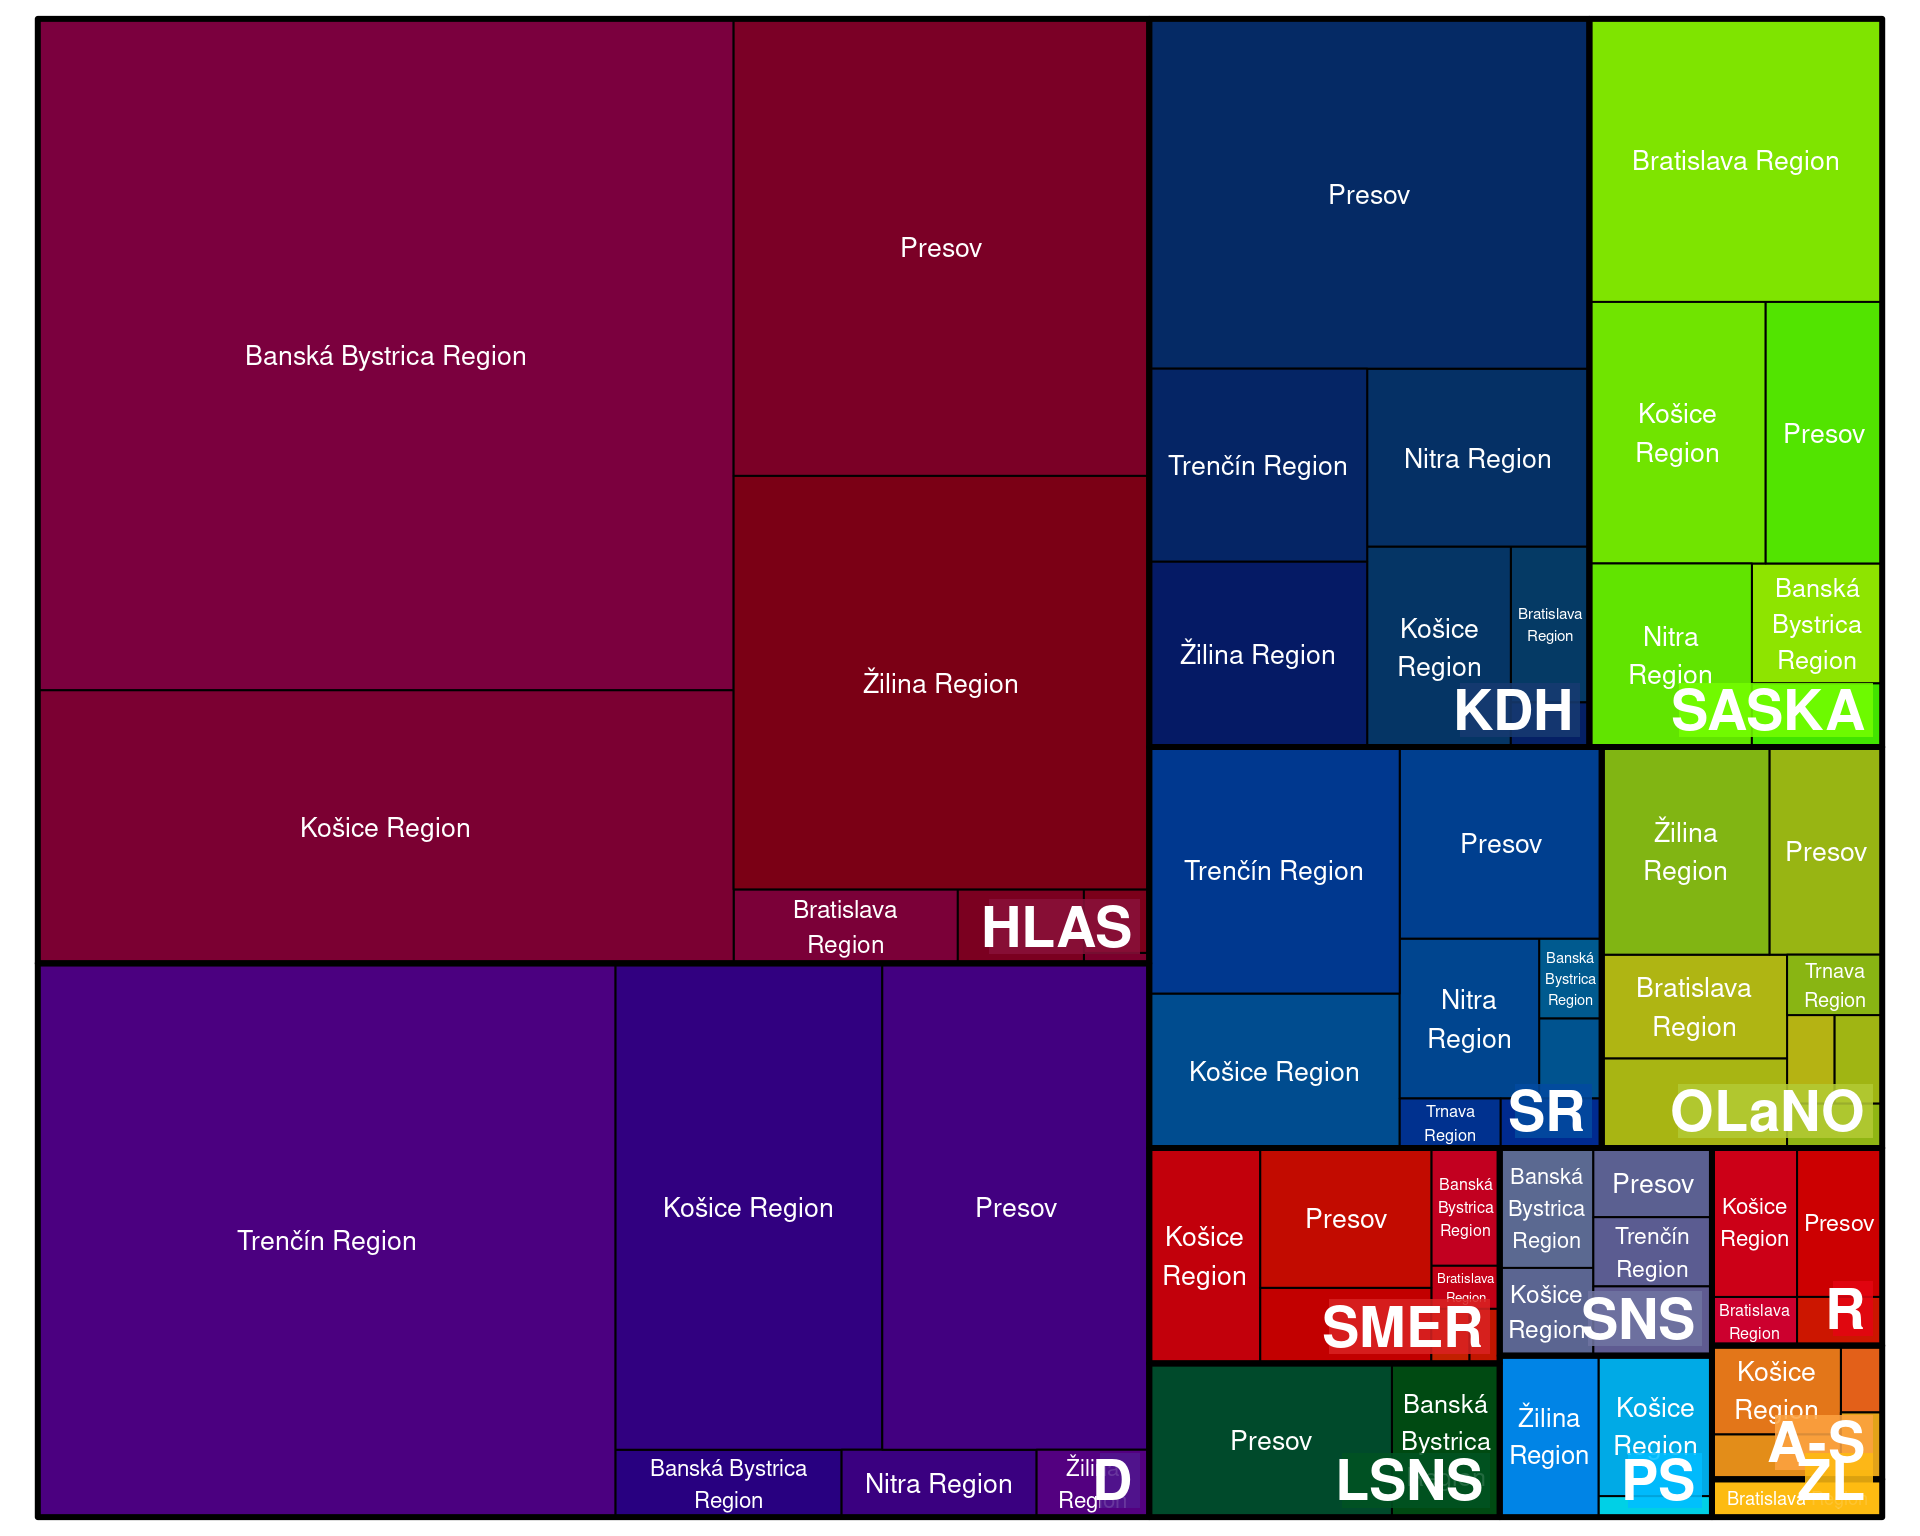 Banská Bystrica Region
Presov
Žilina Region
Košice Region
Bratislava
Region
HLAS
Trenčín Region
Košice Region
Presov
Banská Bystrica
Region
Nitra Region
Žilina
Region
D
Presov
Trenčín Region
Nitra Region
Žilina Region
Košice
Region
Bratislava
Region
KDH
Bratislava Region
Košice
Region
Presov
Nitra
Region
Banská
Bystrica
Region
SASKA
Trenčín Region
Presov
Košice Region
Nitra
Region
Banská
Bystrica
Region
Trnava
Region
SR
Žilina
Region
Presov
Bratislava
Region
Trnava
Region
OLaNO
Košice
Region
Presov
Banská
Bystrica
Region
Bratislava
Region
SMER
Presov
Banská
Bystrica
LSNS
Banská
Bystrica
Region
Presov
Trenčín
Region
Košice
Region
SNS
Košice
Region
Presov
Bratislava
Region
R
Žilina
Region
Košice
Region
PS
Košice
Region
A-S
Bratislava
ZL